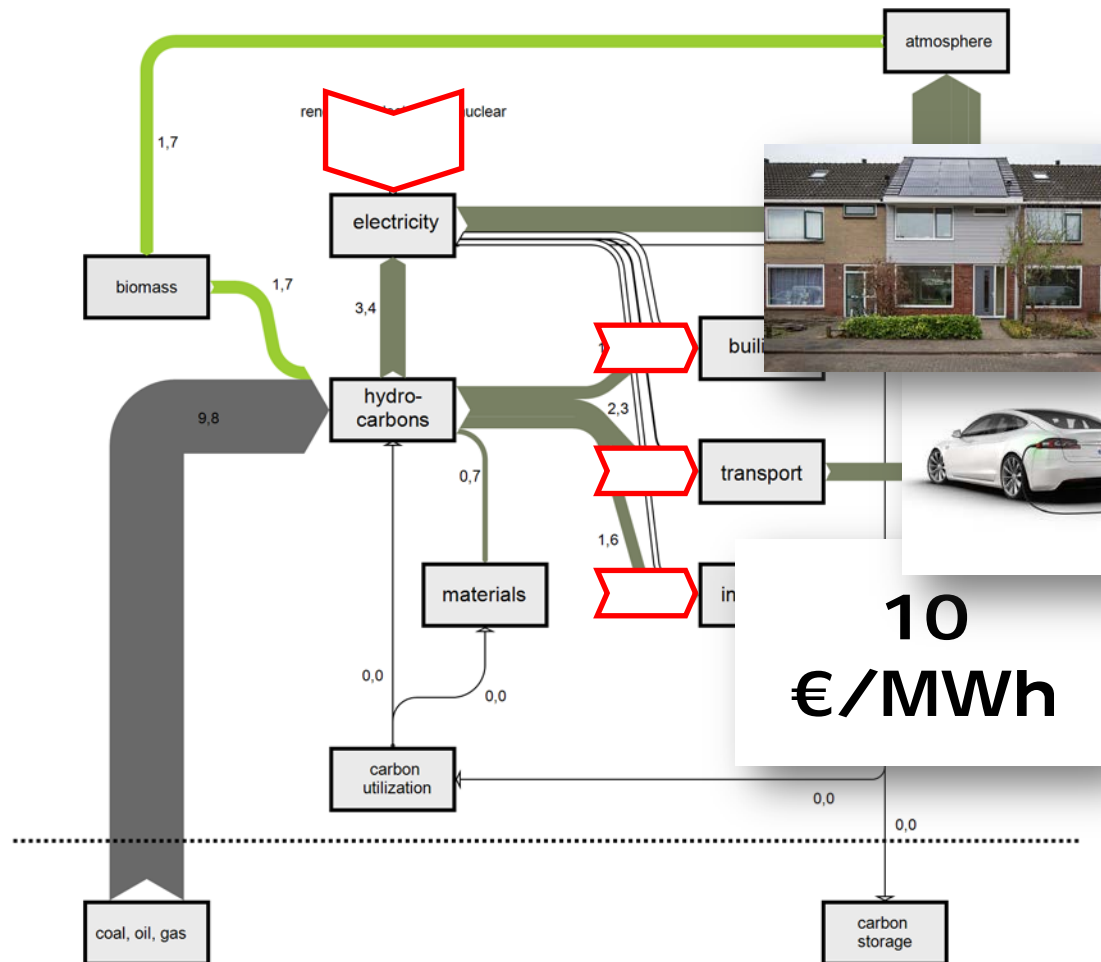 atmosphere
1,7
nuclear
electricity
biomass
1,7
3,4
hydro-
carbons
9,8
2,3
0,7
transport
1,6
materials
10
€/MWh
0,0
0,0
carbon
utilization
0,0
0,0
coal, oil, gas
carbon
storage